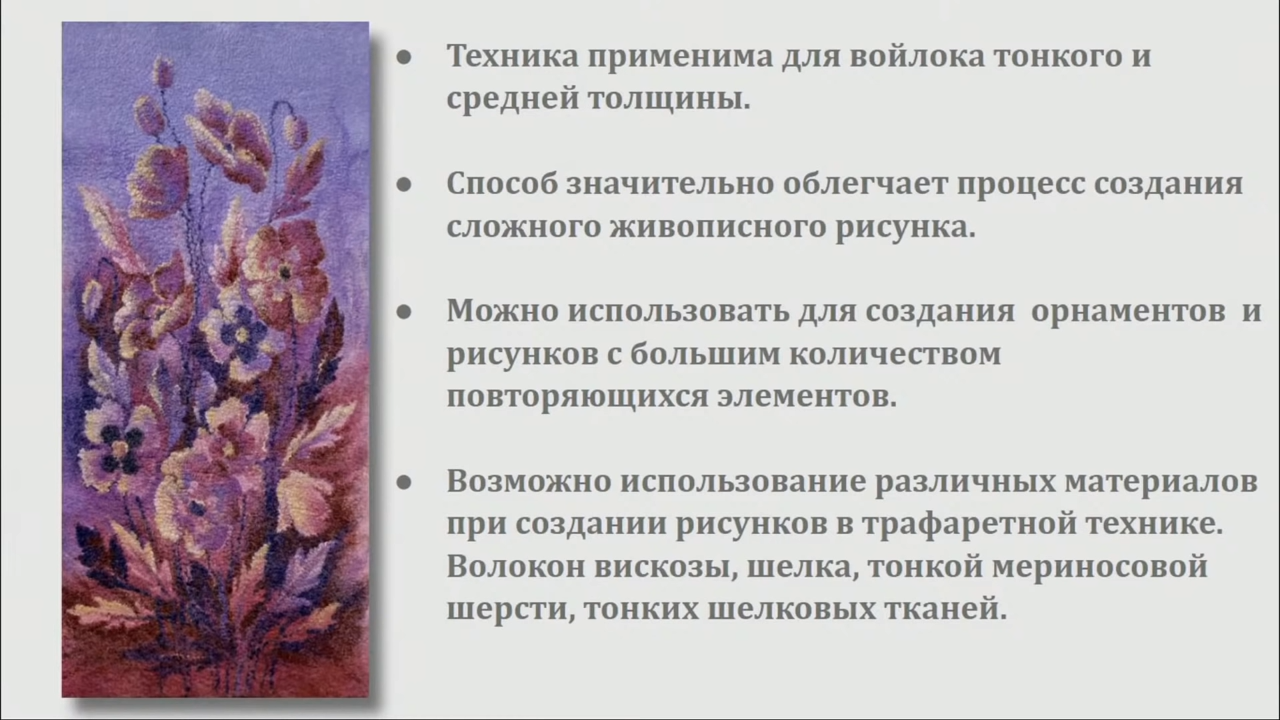 ● Техника применима для войлока тонкого и
средней толщины.
● Способ значительно облегчает процесс создания
сложного живописного рисунка.
● Можно использовать для создания орнаментов и
рисунков с большим количеством
повторяющихся элементов.
● Возможно использование различных материалов
при создании рисунков в трафаретной технике.
Волокон вискозы, шелка, тонкой мериносовой
шерсти, тонких шелковых тканей.